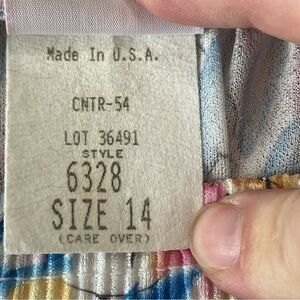 Made In U.S.A.
CNTR-54
LOT 36491
STYLE
6328
SIZE 14
(CARE OVER)